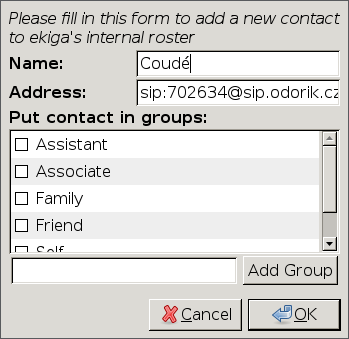 Please fill in this form to add a new contact
to ekiga's internal roster
Name: Coudé
Address: sip:702634@sip.odorik.cz
Put contact in groups:
Assistant
Associate
Family
Friend
Self
Add Group
Cancel OK